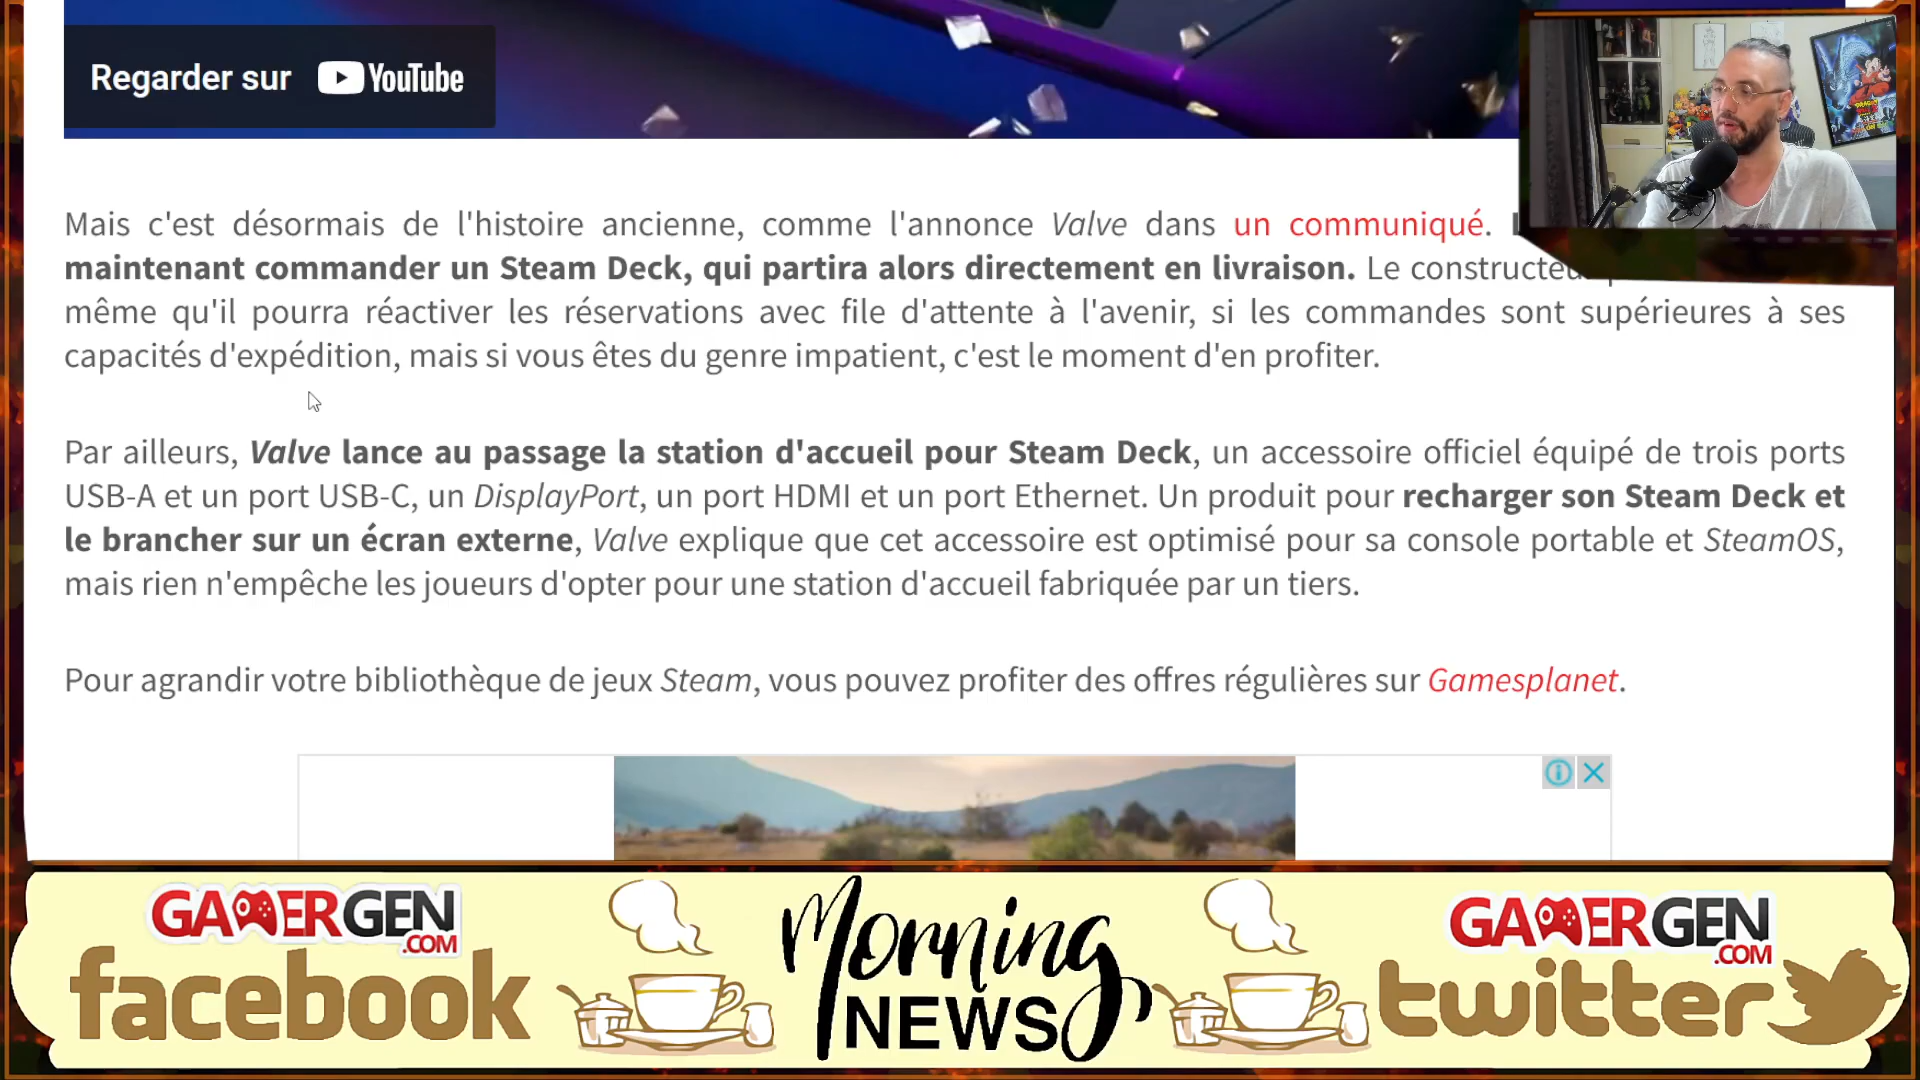 Regarder sur YouTube
Mais c'est désormais de l'histoire ancienne, comme l'annonce Valve dans un communiqué.
maintenant commander un Steam Deck, qui partira alors directement en livraison. Le constructeu
même qu'il pourra réactiver les réservations avec file d'attente à l'avenir, si les commandes sont supérieures à ses
capacités d'expédition, mais si vous êtes du genre impatient, c'est le moment d'en profiter.
Par ailleurs, Valve lance au passage la station d'accueil pour Steam Deck, un accessoire officiel équipé de trois ports
USB-A et un port USB-C, un DisplayPort, un port HDMI et un port Ethernet. Un produit pour recharger son Steam Deck et
le brancher sur un écran externe, Valve explique que cet accessoire est optimisé pour sa console portable et SteamOS,
mais rien n'empêche les joueurs d'opter pour une station d'accueil fabriquée par un tiers.
Pour agrandir votre bibliothèque de jeux Steam, vous pouvez profiter des offres régulières sur Gamesplanet.
GAMERGEN
.COM
facebook
Morning
NEWS
GAMERGEN
.COM
twitter